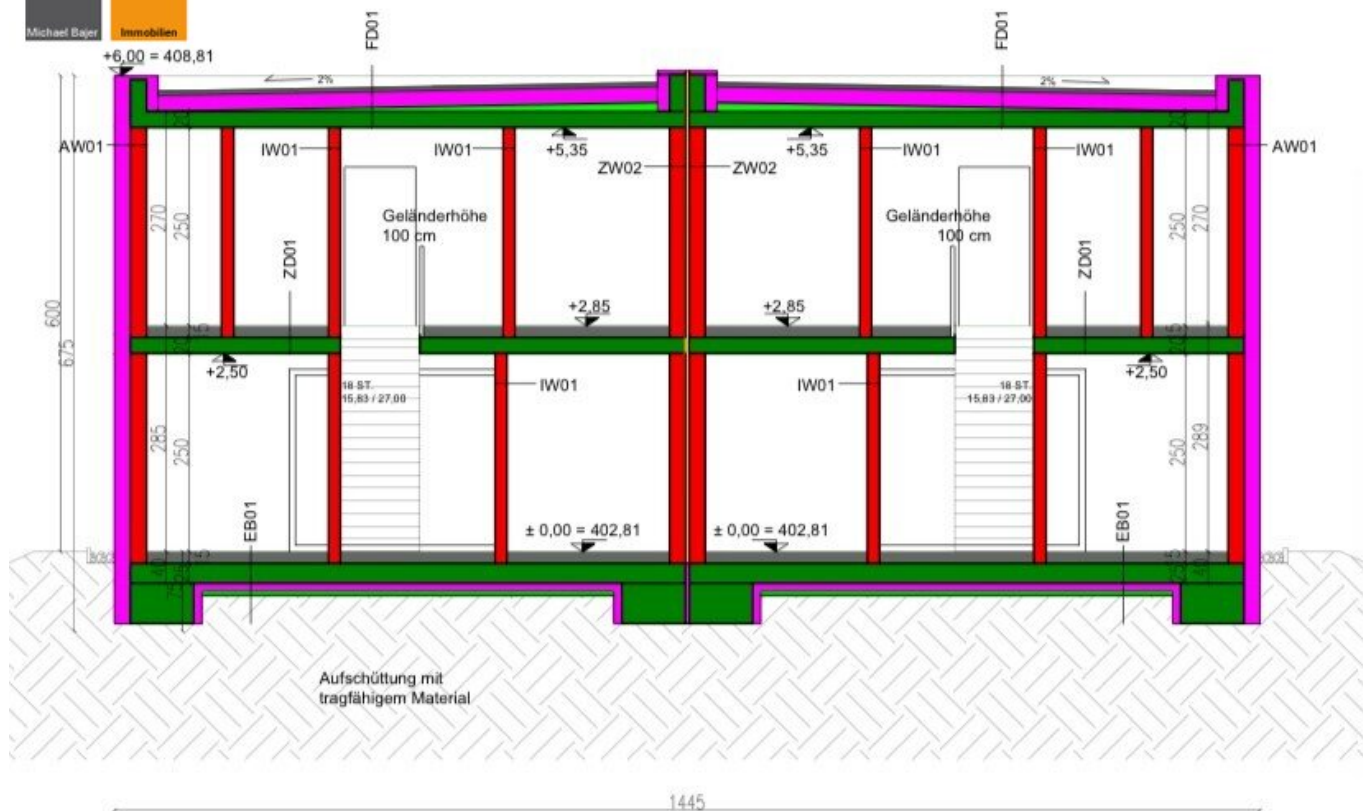 Michael Bajer
Immobilien
FD01
FD01
+6,00 = 408,81
2%
2%
20
20
AW01
IW01
IW01
+5,35
+5,35
IW01
IW01
AW01
ZW02
ZW02
270
250
Geländerhöhe
100 cm
Geländerhöhe
100 cm
250
270
ZD01
ZD01
600
675
+2,85
+2,85
+2,50
+2,50
18 ST.
15,83 / 27,00
IW01
IW01
18 ST.
15,83 / 27,00
285
250
250
289
EB01
± 0,00 = 402,81
± 0,00 = 402,81
EB01
40
40
Aufschüttung mit
tragfähigem Material
1445